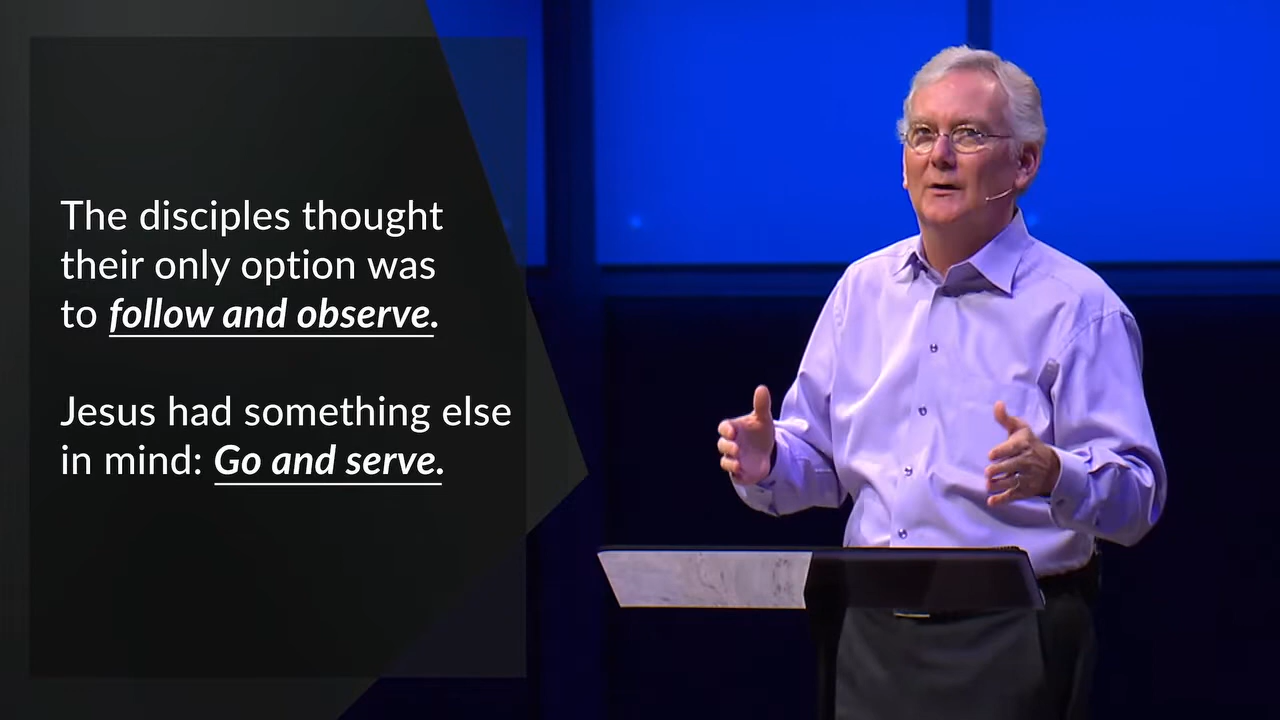 The disciples thought
their only option was
to follow and observe.
Jesus had something else
in mind: Go and serve.